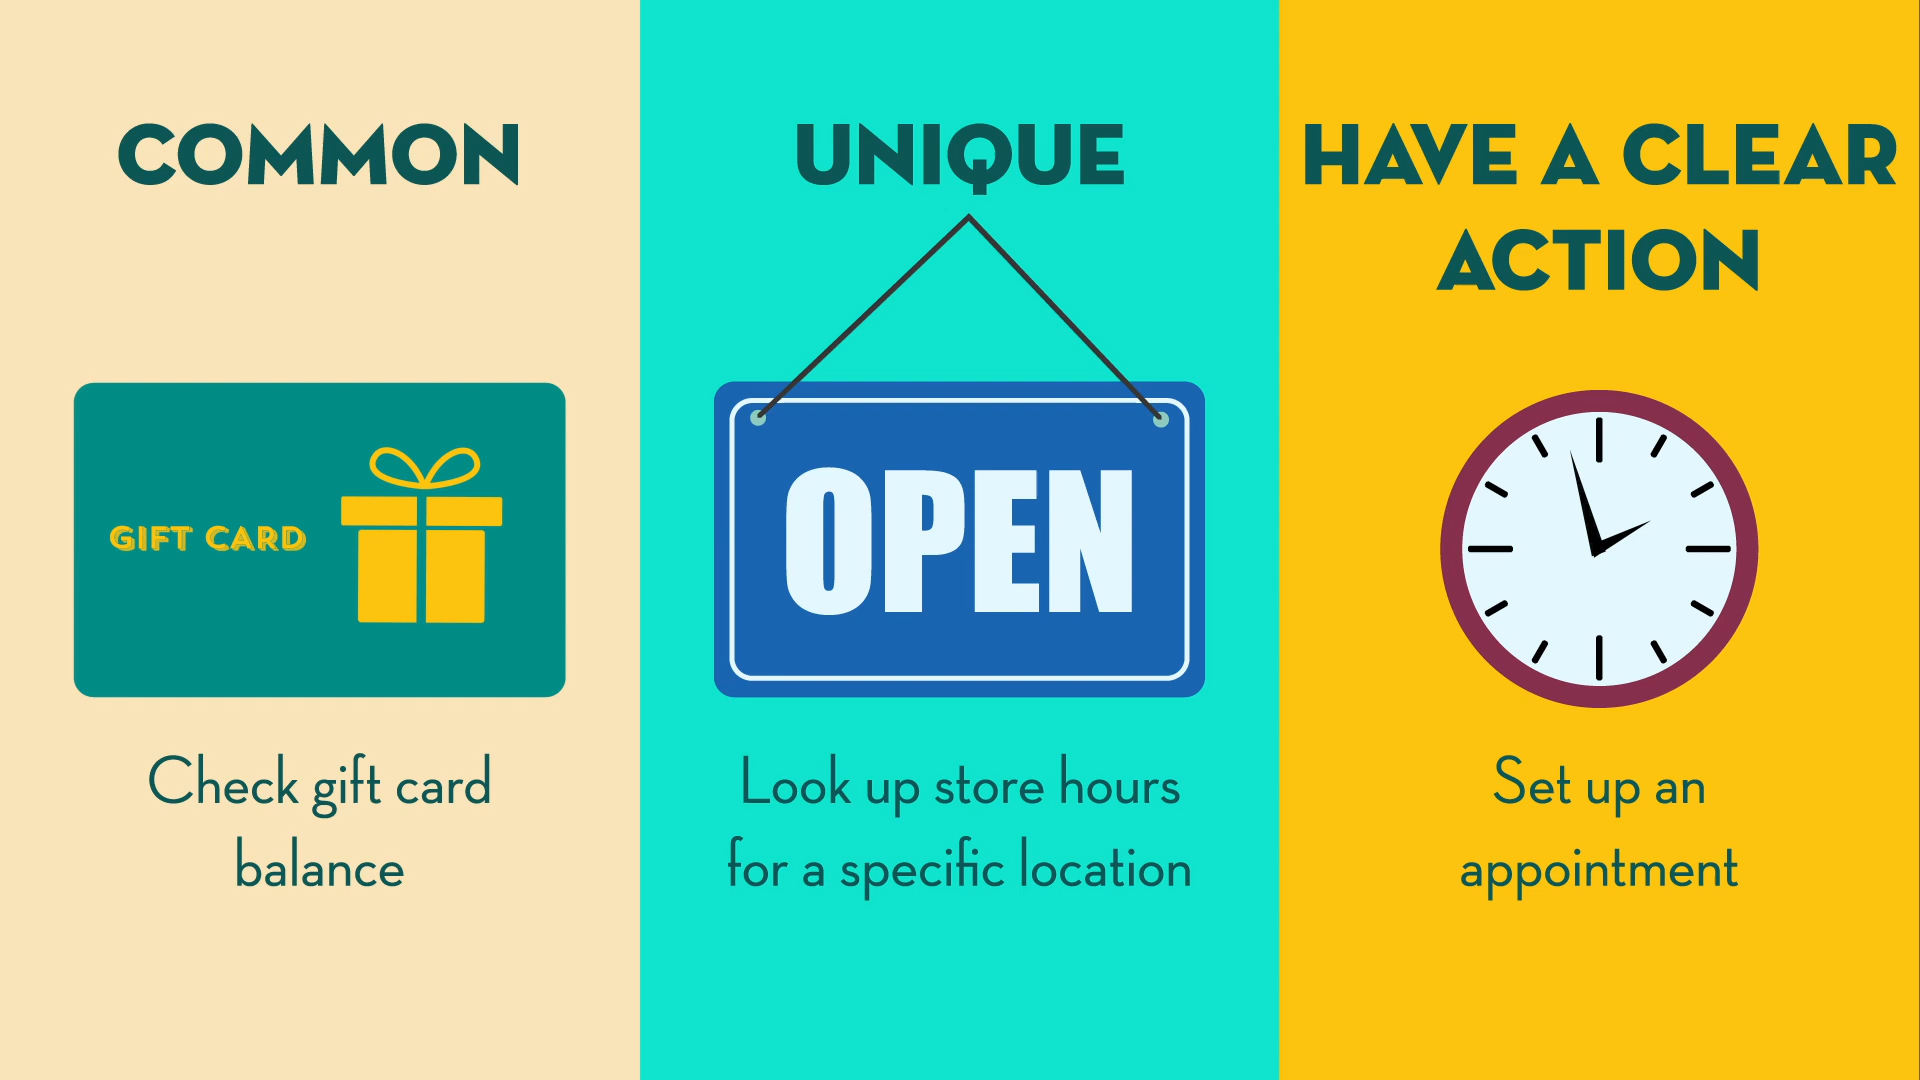 COMMON
GIFT CARD
Check gift card
balance
UNIQUE
OPEN
Look up store hours
for a specific location
HAVE A CLEAR
ACTION
Set up an
appointment